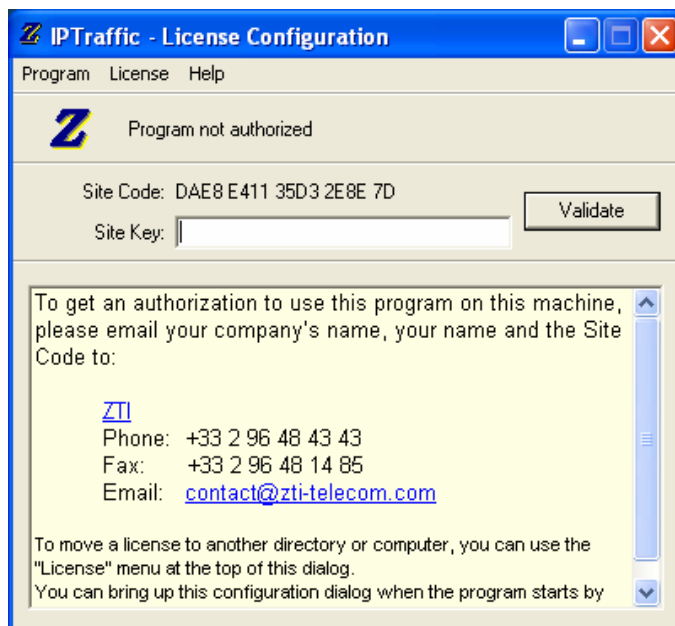 IPTraffic - License Configuration
Program License Help
Z Program not authorized
Site Code: DAE8 E411 35D3 2E8E 7D
Validate
Site Key:
To get an authorization to use this program on this machine,
please email your company's name, your name and the Site
Code to:
ZTI
Phone: +33 2 96 48 43 43
Fax: +33 2 96 48 14 85
Email: contact@zti-telecom.com
To move a license to another directory or computer, you can use the
"License" menu at the top of this dialog.
You can bring up this configuration dialog when the program starts by